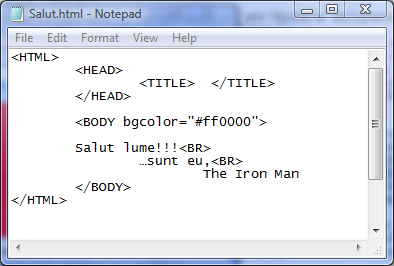 Salut.html - Notepad
File Edit Format View Help
<HTML>
<HEAD>
<TITLE> </TITLE>
</HEAD>
<BODY bgcolor="#ff0000">
Salut lume!!!<BR>
…sunt eu,<BR>
The Iron Man
</BODY>
</HTML>